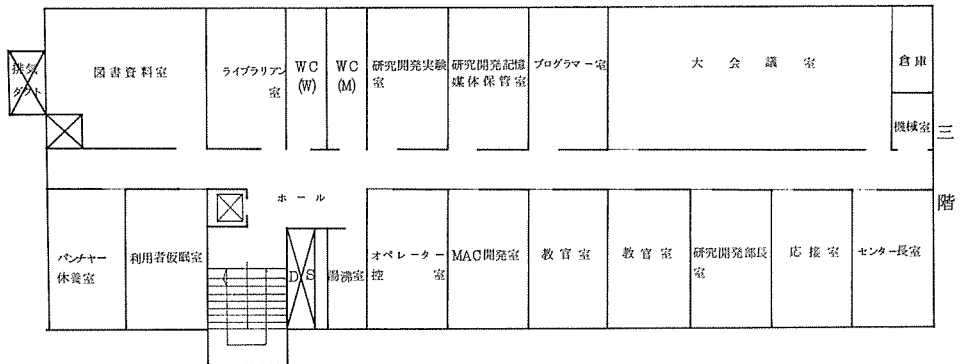 排気
ダクト
図書資料室
ライブラリアン
室
WC
(W)
WC
(M)
研究開発実験
室
研究開発記憶
媒体保管室
プログラマー室
大会議室
倉庫
機械室
三
階
ホール
パンチャー
休養室
利用者仮眠室
DS
湯沸室
オペレーター
控室
MAC開発室
教官室
教官室
研究開発部長
室
応接室
センター長室